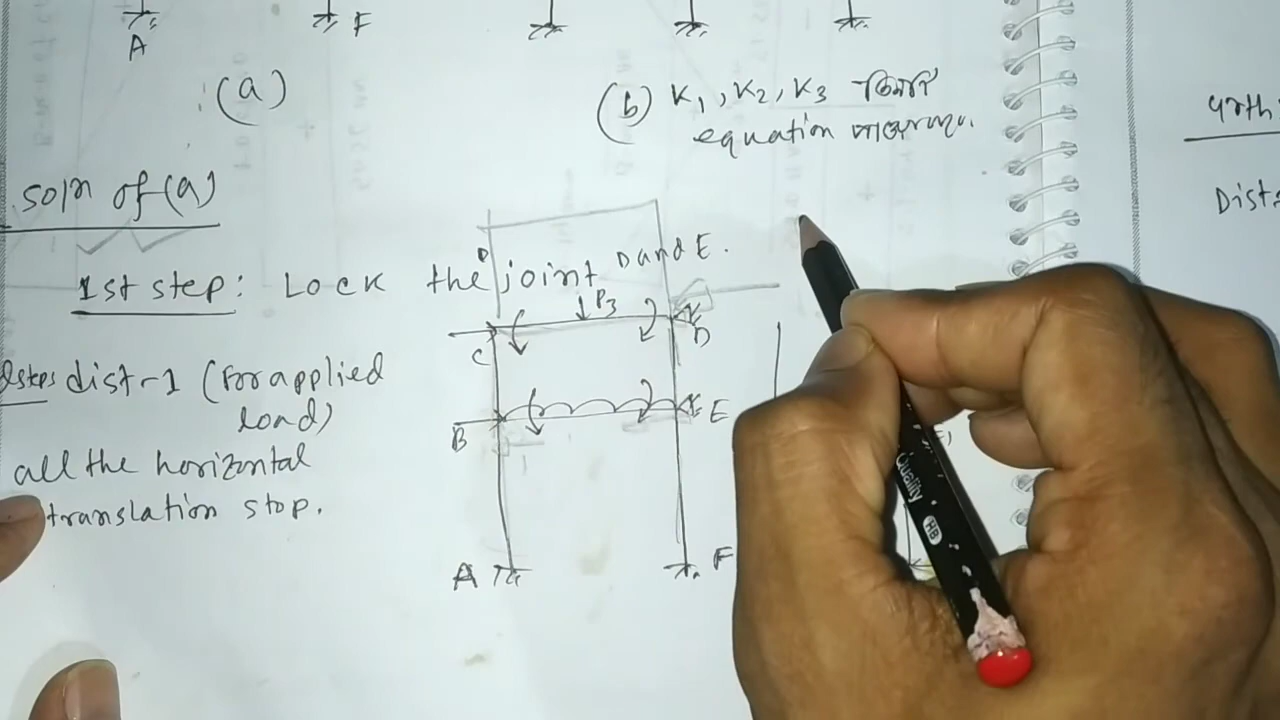 A
F
(a)
(b) K1, K2, K3
equation
soln of (a)
1st step: Lock the joint D and E.
P3
C
D
steps dist-1 (for applied
load)
B
E
all the horizontal
translation stop.
A
F
Dist
Quality
HB